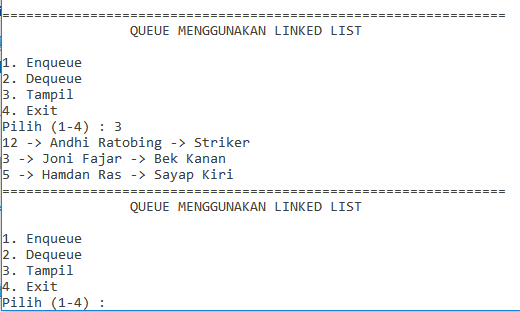 ===============================================================
QUEUE MENGGUNAKAN LINKED LIST
1. Enqueue
2. Dequeue
3. Tampil
4. Exit
Pilih (1-4) : 3
12 -> Andhi Ratobing -> Striker
3 -> Joni Fajar -> Bek Kanan
5 -> Hamdan Ras -> Sayap Kiri
===============================================================
QUEUE MENGGUNAKAN LINKED LIST
1. Enqueue
2. Dequeue
3. Tampil
4. Exit
Pilih (1-4) :